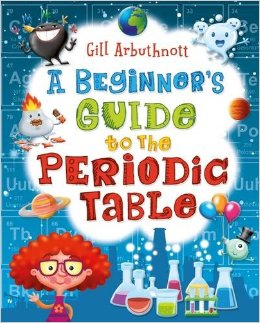 Gill Arbuthnott
A BEGINNER'S
GUIDE
to the
PERIODIC
TABLE